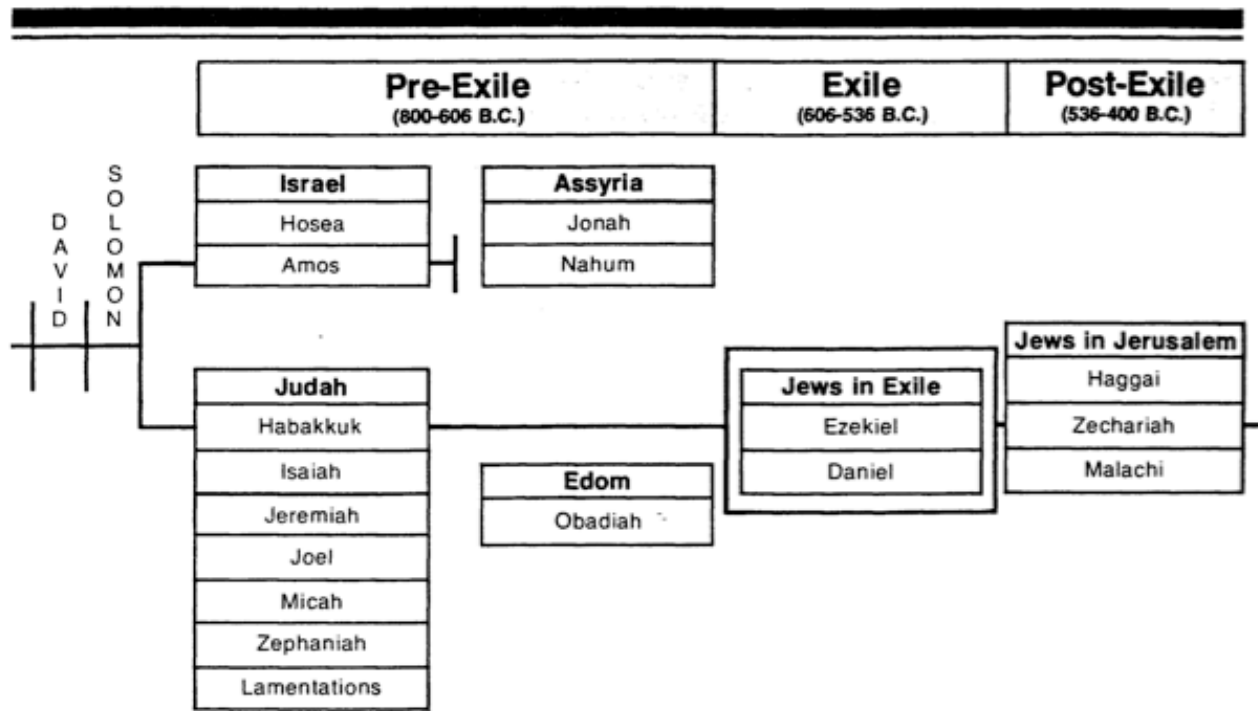 Pre-Exile
(800-606 B.C.)
Exile
(606-536 B.C.)
Post-Exile
(536-400 B.C.)
DAVID
SOLOMON
Israel
Hosea
Amos
Assyria
Jonah
Nahum
Judah
Habakkuk
Isaiah
Jeremiah
Joel
Micah
Zephaniah
Lamentations
Edom
Obadiah
Jews in Exile
Ezekiel
Daniel
Jews in Jerusalem
Haggai
Zechariah
Malachi